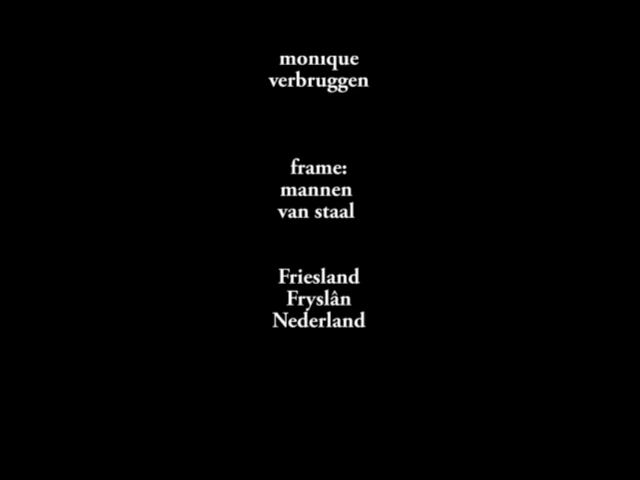 monique
verbruggen
frame:
mannen
van staal
Friesland
Fryslân
Nederland